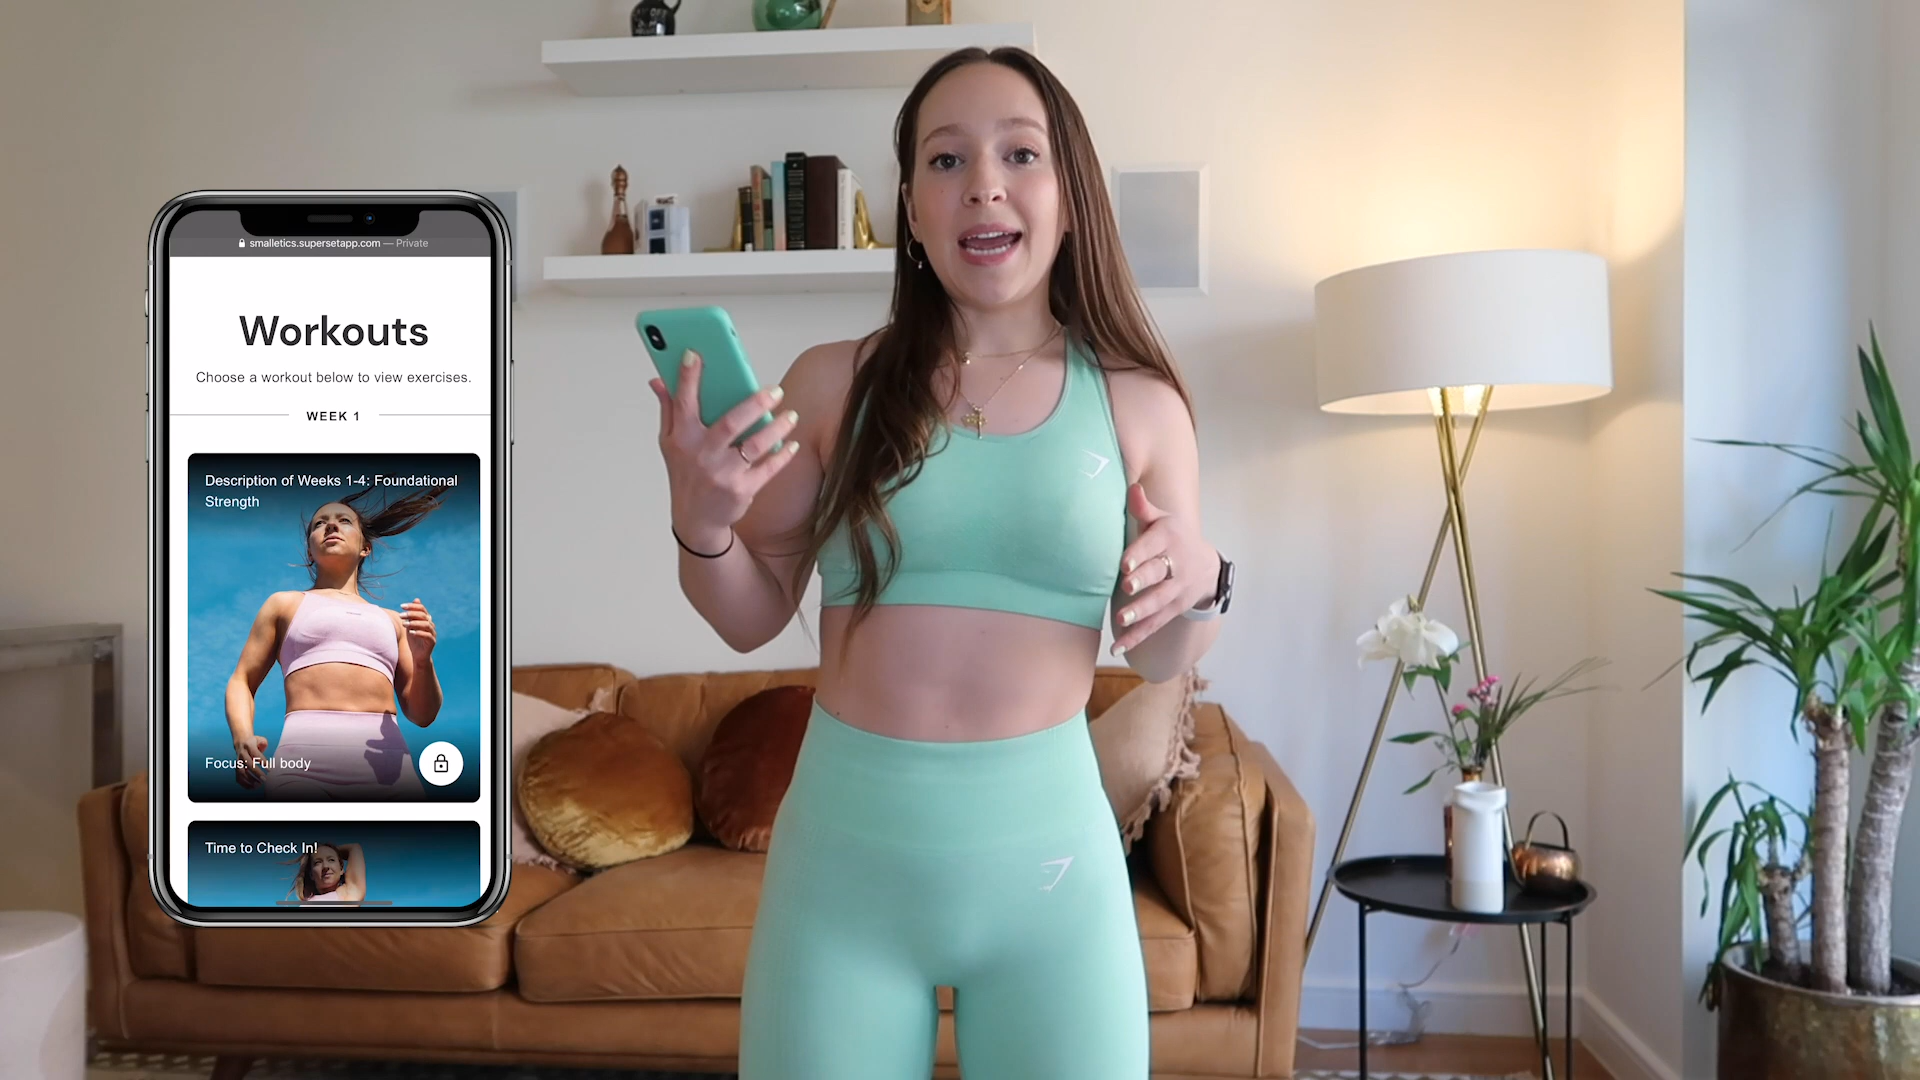 smalletics.supersetapp.com — Private
Workouts
Choose a workout below to view exercises.
WEEK 1
Description of Weeks 1-4: Foundational
Strength
Focus: Full body
Time to Check In!